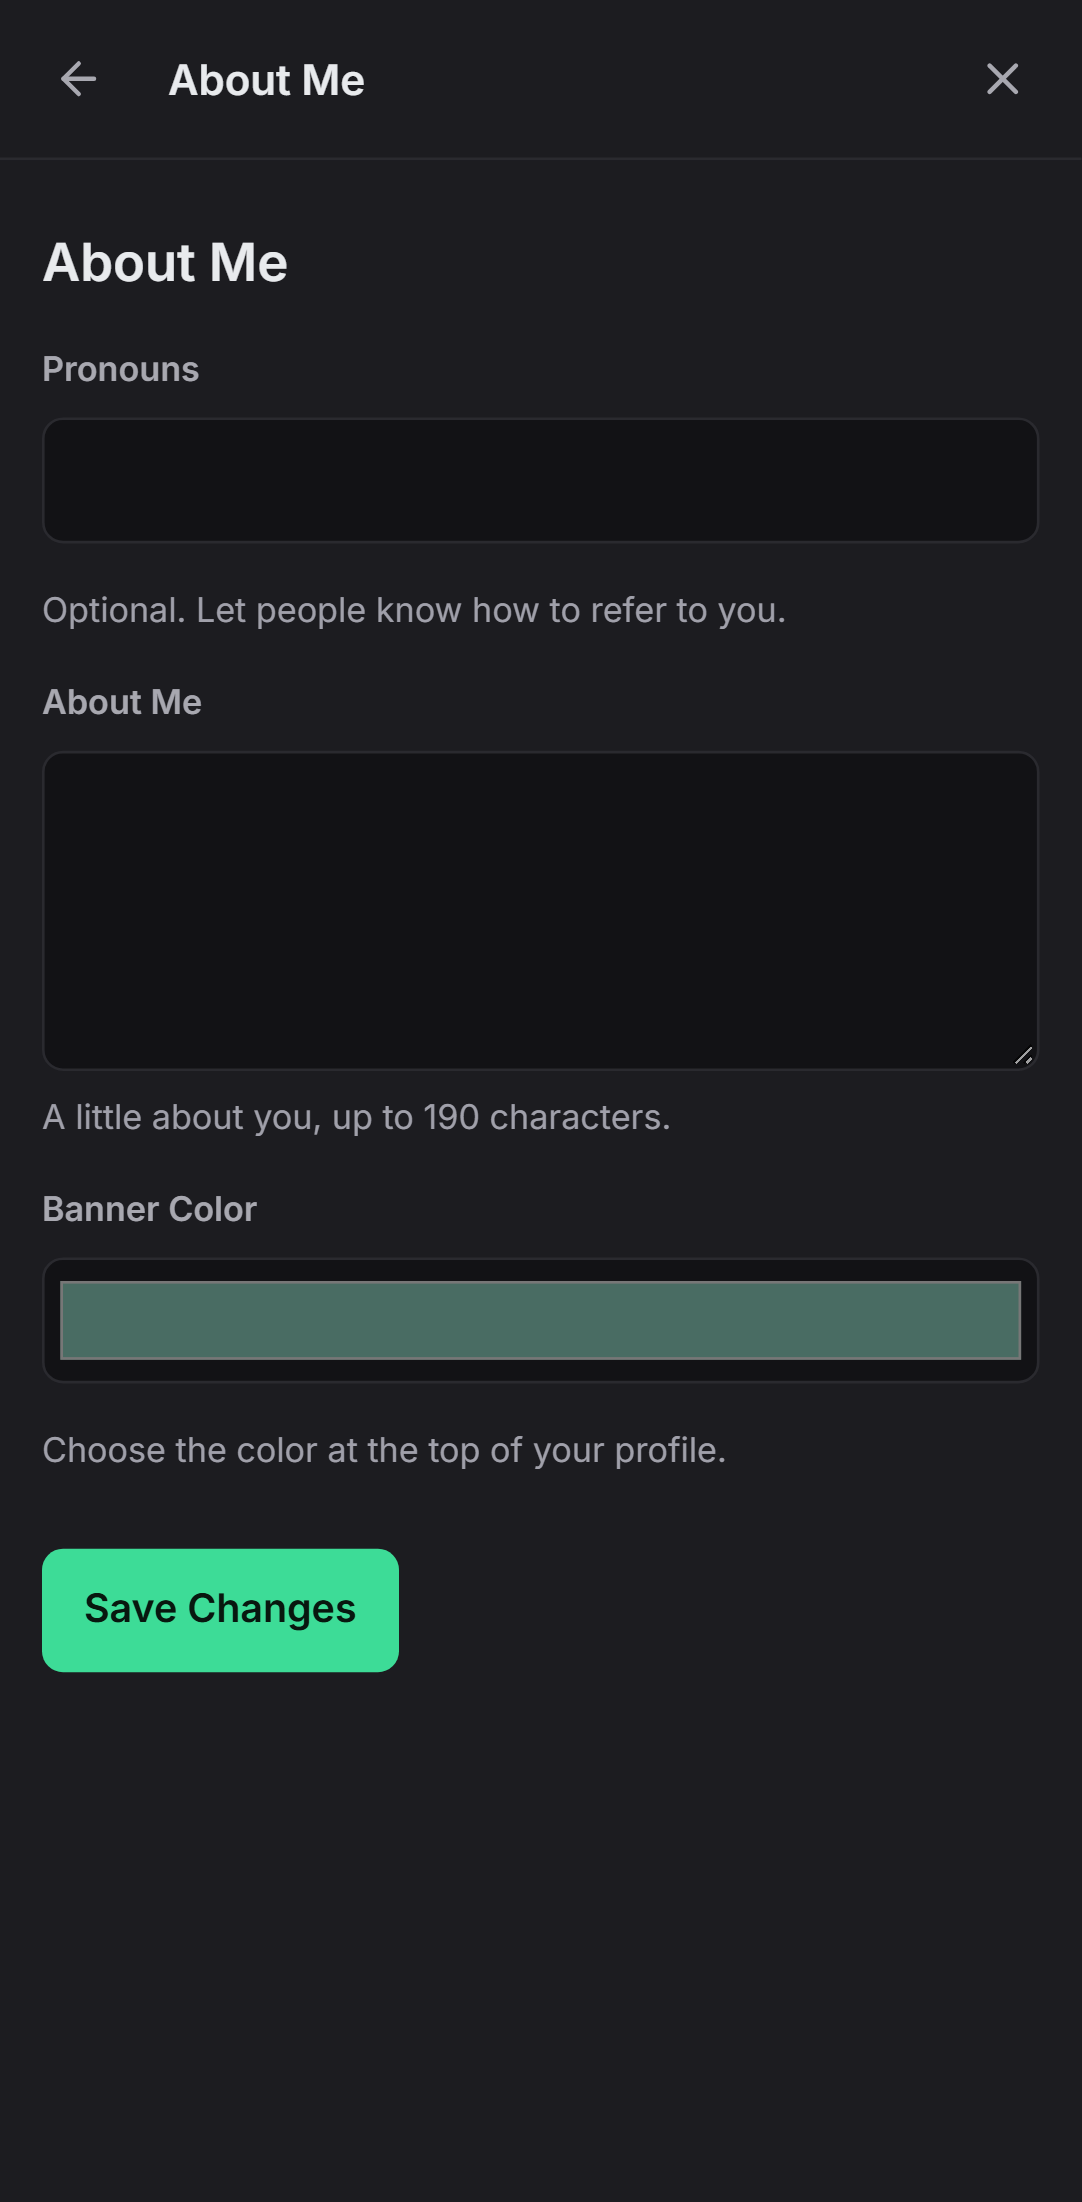 About Me
About Me
Pronouns
Optional. Let people know how to refer to you.
About Me
A little about you, up to 190 characters.
Banner Color
Choose the color at the top of your profile.
Save Changes